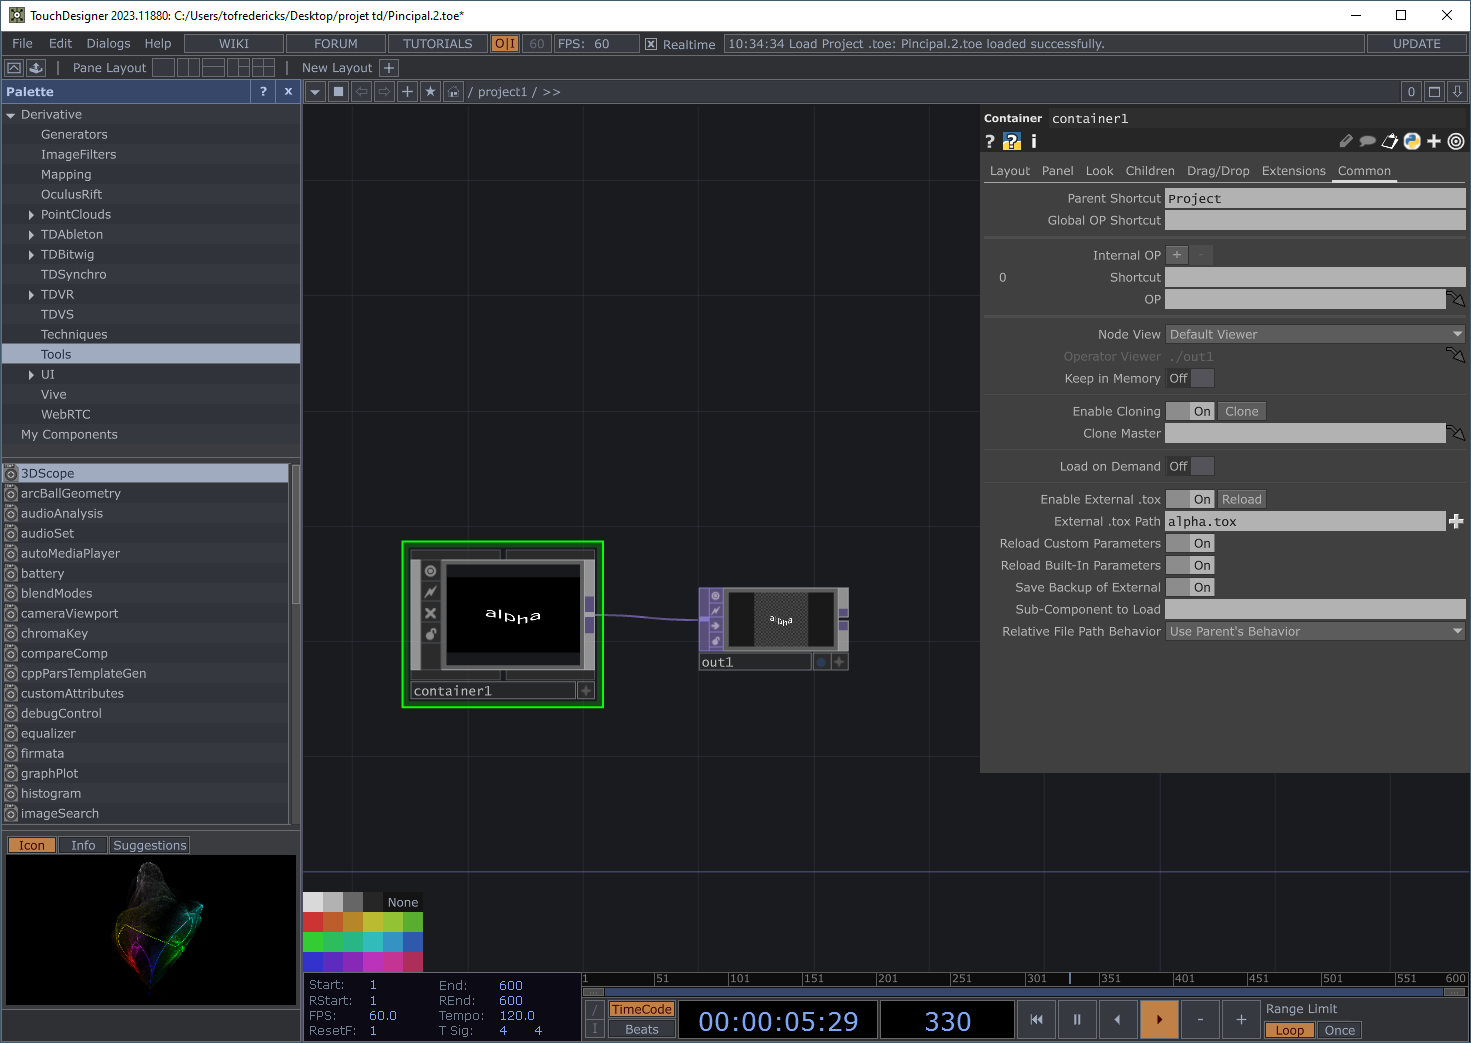 TouchDesigner 2023.11880: C:/Users/tofredericks/Desktop/projet td/Pincipal.2.toe*
File Edit Dialogs Help WIKI FORUM TUTORIALS O|I 60 FPS: 60 Realtime 10:34:34 Load Project .toe: Pincipal.2.toe loaded successfully. UPDATE
Pane Layout New Layout +
Palette ? x
/ project1 / >> 0
Derivative
Generators
ImageFilters
Mapping
OculusRift
PointClouds
TDAbleton
TDBitwig
TDSynchro
TDVR
TDVS
Techniques
Tools
UI
Vive
WebRTC
My Components
3DScope
arcBallGeometry
audioAnalysis
audioSet
autoMediaPlayer
battery
blendModes
cameraViewport
chromaKey
compareComp
cppParsTemplateGen
customAttributes
debugControl
equalizer
firmata
graphPlot
histogram
imageSearch
Icon Info Suggestions
alpha
container1
alpha
out1
Container container1
? ? i
Layout Panel Look Children Drag/Drop Extensions Common
Parent Shortcut Project
Global OP Shortcut
Internal OP + -
0 Shortcut
OP
Node View Default Viewer
Operator Viewer ./out1
Keep in Memory Off
Enable Cloning On Clone
Clone Master
Load on Demand Off
Enable External .tox On Reload
External .tox Path alpha.tox
Reload Custom Parameters On
Reload Built-In Parameters On
Save Backup of External On
Sub-Component to Load
Relative File Path Behavior Use Parent's Behavior
None
Start: 1 End: 600
RStart: 1 REnd: 600
FPS: 60.0 Tempo: 120.0
ResetF: 1 T Sig: 4 4
1 51 101 151 201 251 301 351 401 451 501 551 600
/ TimeCode
I Beats
00:00:05:29 330
- +
Range Limit
Loop Once